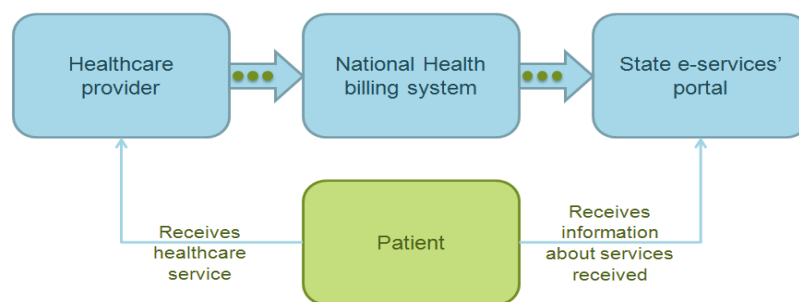 Healthcare
provider
National Health
billing system
State e-services’
portal
Receives
healthcare
service
Patient
Receives
information
about services
received